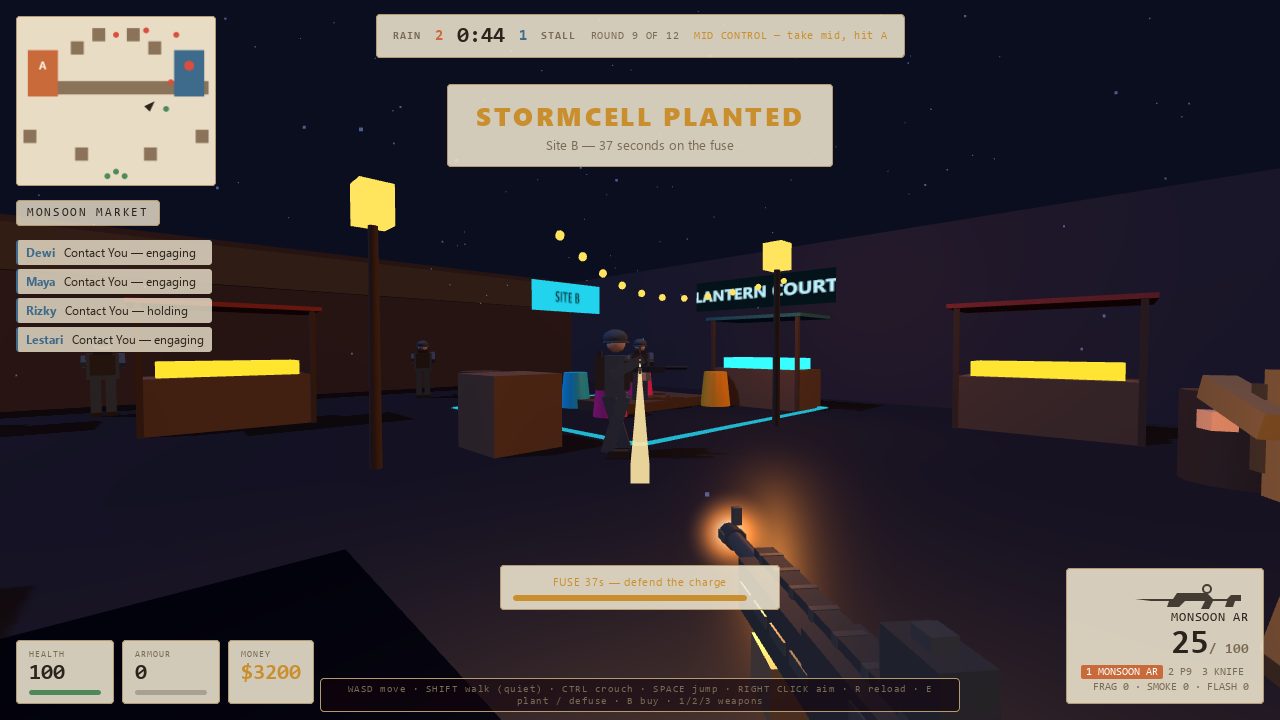 RAIN 2 0:44 1 STALL ROUND 9 OF 12 MID CONTROL — take mid, hit A
A
STORMCELL PLANTED
Site B — 37 seconds on the fuse
MONSOON MARKET
Dewi Contact You — engaging
Maya Contact You — engaging
Rizky Contact You — holding
Lestari Contact You — engaging
SITE B
LANTERN COURT
FUSE 37s — defend the charge
HEALTH
100
ARMOUR
0
MONEY
$3200
WASD move · SHIFT walk (quiet) · CTRL crouch · SPACE jump · RIGHT CLICK aim · R reload · E
plant / defuse · B buy · 1/2/3 weapons
MONSOON AR
25/ 100
1 MONSOON AR 2 P9 3 KNIFE
FRAG 0 · SMOKE 0 · FLASH 0